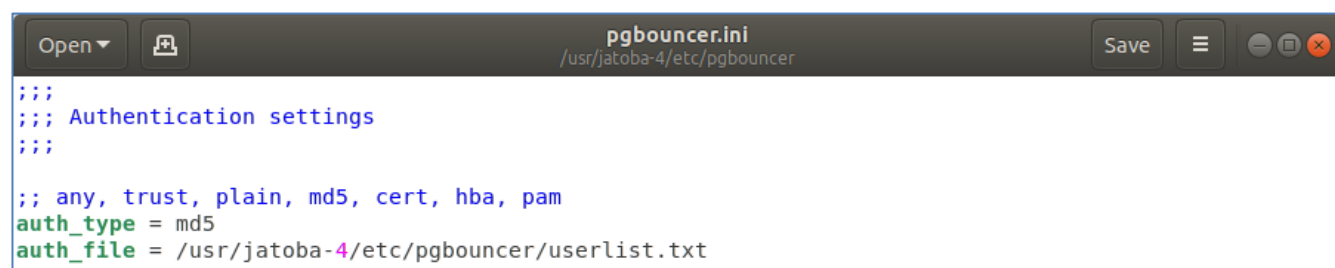 Open
pgbouncer.ini
/usr/jatoba-4/etc/pgbouncer
Save
;;;
;;; Authentication settings
;;;
;; any, trust, plain, md5, cert, hba, pam
auth_type = md5
auth_file = /usr/jatoba-4/etc/pgbouncer/userlist.txt